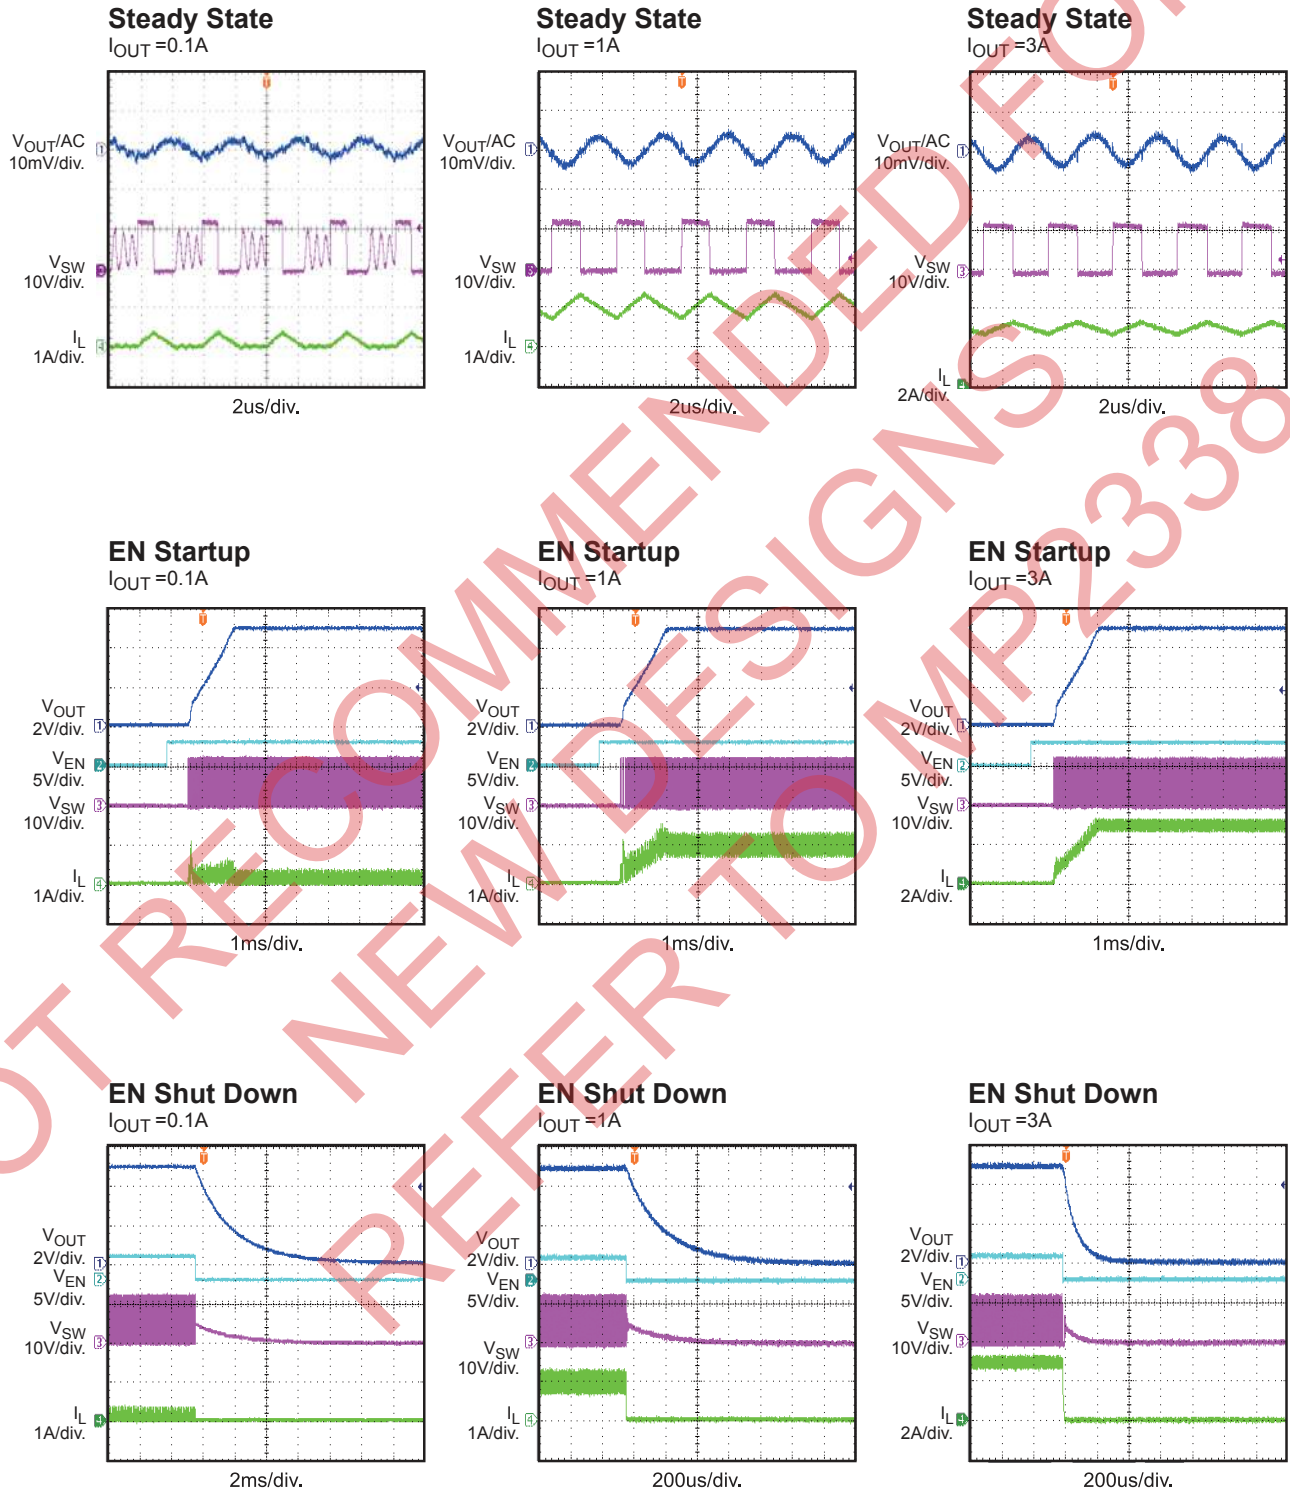 Steady State
IOUT =0.1A
VOUT/AC
10mV/div.
VSW
10V/div.
IL
1A/div.
2us/div.
Steady State
IOUT =1A
VOUT/AC
10mV/div.
VSW
10V/div.
IL
1A/div.
2us/div.
Steady State
IOUT =3A
VOUT/AC
10mV/div.
VSW
10V/div.
IL
2A/div.
2us/div.
EN Startup
IOUT =0.1A
VOUT
2V/div.
VEN
5V/div.
VSW
10V/div.
IL
1A/div.
1ms/div.
EN Startup
IOUT =1A
VOUT
2V/div.
VEN
5V/div.
VSW
10V/div.
IL
1A/div.
1ms/div.
EN Startup
IOUT =3A
VOUT
2V/div.
VEN
5V/div.
VSW
10V/div.
IL
2A/div.
1ms/div.
EN Shut Down
IOUT =0.1A
VOUT
2V/div.
VEN
5V/div.
VSW
10V/div.
IL
1A/div.
2ms/div.
EN Shut Down
IOUT =1A
VOUT
2V/div.
VEN
5V/div.
VSW
10V/div.
IL
1A/div.
200us/div.
EN Shut Down
IOUT =3A
VOUT
2V/div.
VEN
5V/div.
VSW
10V/div.
IL
2A/div.
200us/div.
OT RECOMMENDED FO
NEW DESIGNS
REFER TO MP2338